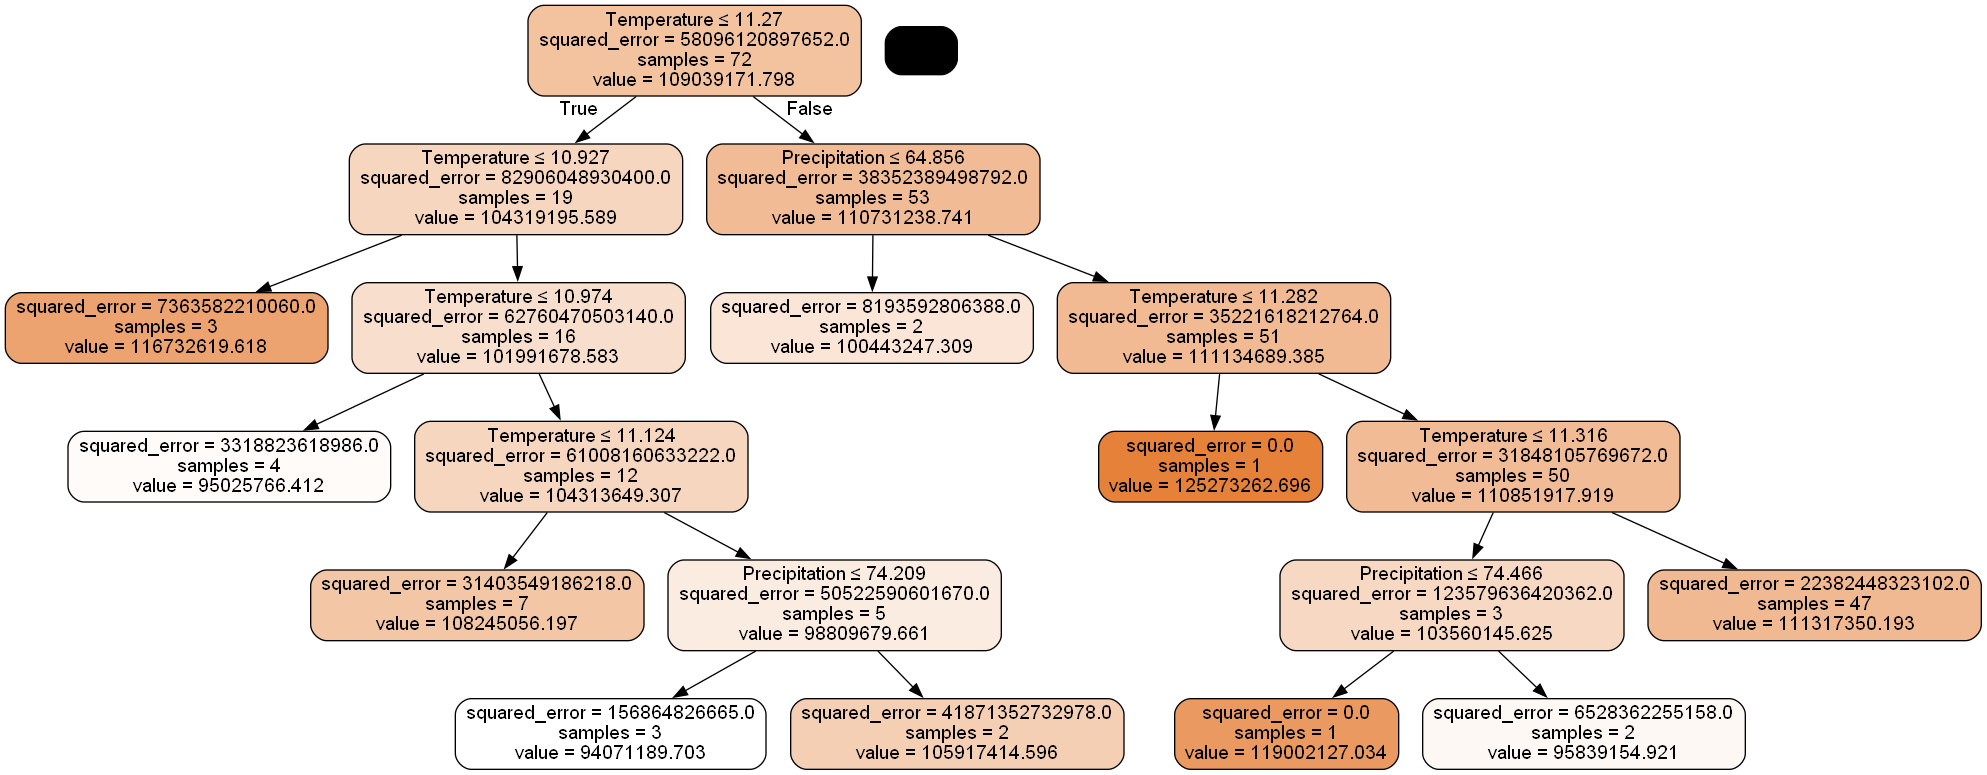 Temperature ≤ 11.27
squared_error = 58096120897652.0
samples = 72
value = 109039171.798
True
False
Temperature ≤ 10.927
squared_error = 82906048930400.0
samples = 19
value = 104319195.589
Precipitation ≤ 64.856
squared_error = 38352389498792.0
samples = 53
value = 110731238.741
squared_error = 7363582210060.0
samples = 3
value = 116732619.618
Temperature ≤ 10.974
squared_error = 62760470503140.0
samples = 16
value = 101991678.583
squared_error = 8193592806388.0
samples = 2
value = 100443247.309
Temperature ≤ 11.282
squared_error = 35221618212764.0
samples = 51
value = 111134689.385
squared_error = 3318823618986.0
samples = 4
value = 95025766.412
Temperature ≤ 11.124
squared_error = 61008160633222.0
samples = 12
value = 104313649.307
squared_error = 0.0
samples = 1
value = 125273262.696
Temperature ≤ 11.316
squared_error = 31848105769672.0
samples = 50
value = 110851917.919
squared_error = 31403549186218.0
samples = 7
value = 108245056.197
Precipitation ≤ 74.209
squared_error = 50522590601670.0
samples = 5
value = 98809679.661
Precipitation ≤ 74.466
squared_error = 123579636420362.0
samples = 3
value = 103560145.625
squared_error = 22382448323102.0
samples = 47
value = 111317350.193
squared_error = 156864826665.0
samples = 3
value = 94071189.703
squared_error = 41871352732978.0
samples = 2
value = 105917414.596
squared_error = 0.0
samples = 1
value = 119002127.034
squared_error = 6528362255158.0
samples = 2
value = 95839154.921